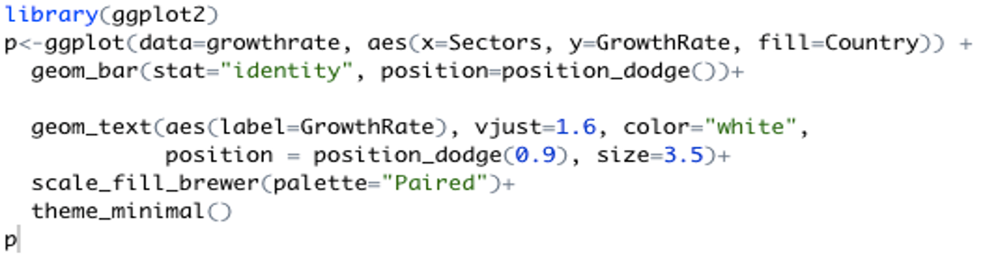 library(ggplot2)
p<-ggplot(data=growthrate, aes(x=Sectors, y=GrowthRate, fill=Country)) +
  geom_bar(stat="identity", position=position_dodge())+

  geom_text(aes(label=GrowthRate), vjust=1.6, color="white",
            position = position_dodge(0.9), size=3.5)+
  scale_fill_brewer(palette="Paired")+
  theme_minimal()
p